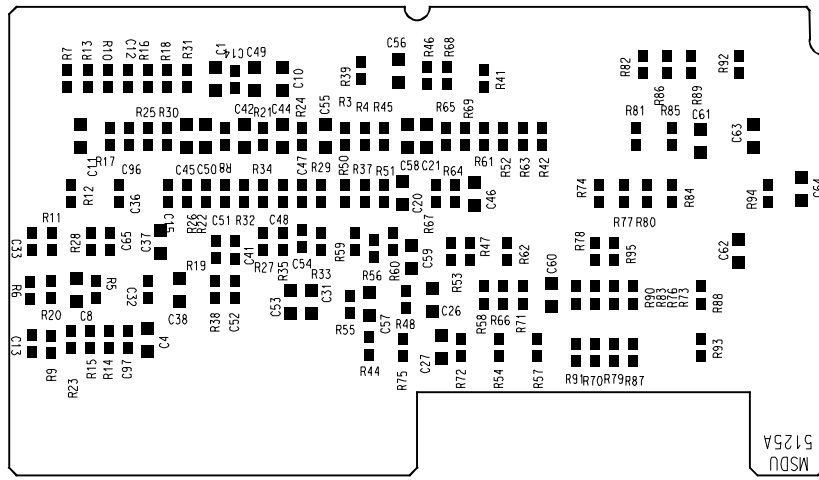 R7 R13 R10 C12 R16 R18 R31 C14 C49 C10 R39 C56 R46 R68 R41 R82 R86 R89 R92
R17 R25 R30 C42 R21 C44 R24 C55 R3 R4 R45 R65 R69 R81 R85 C61 C63
C11 C96 C45 C50 R8 R34 C47 R29 R50 R37 R51 C58 C21 R64 R61 R52 R63 R42
R12 C36 C20 C46 R74 R84 R94 C64
R11 C15 R26 R22 C51 R32 C48 R67 R77 R80
C33 R28 C95 C37 C41 R27 R35 C54 R59 R60 C59 R53 R47 R62 R78 R95 C62
R6 R20 R5 C32 R19 R33 R56 C60
C8 C38 R38 C52 C53 C31 R55 C57 R48 C26 R58 R66 R71 R90 R83 R76 R73 R88
C13 R9 R23 R15 R14 C97 C4 R44 R75 C27 R72 R54 R57 R91 R70 R79 R87 R93
MSDU
5125A